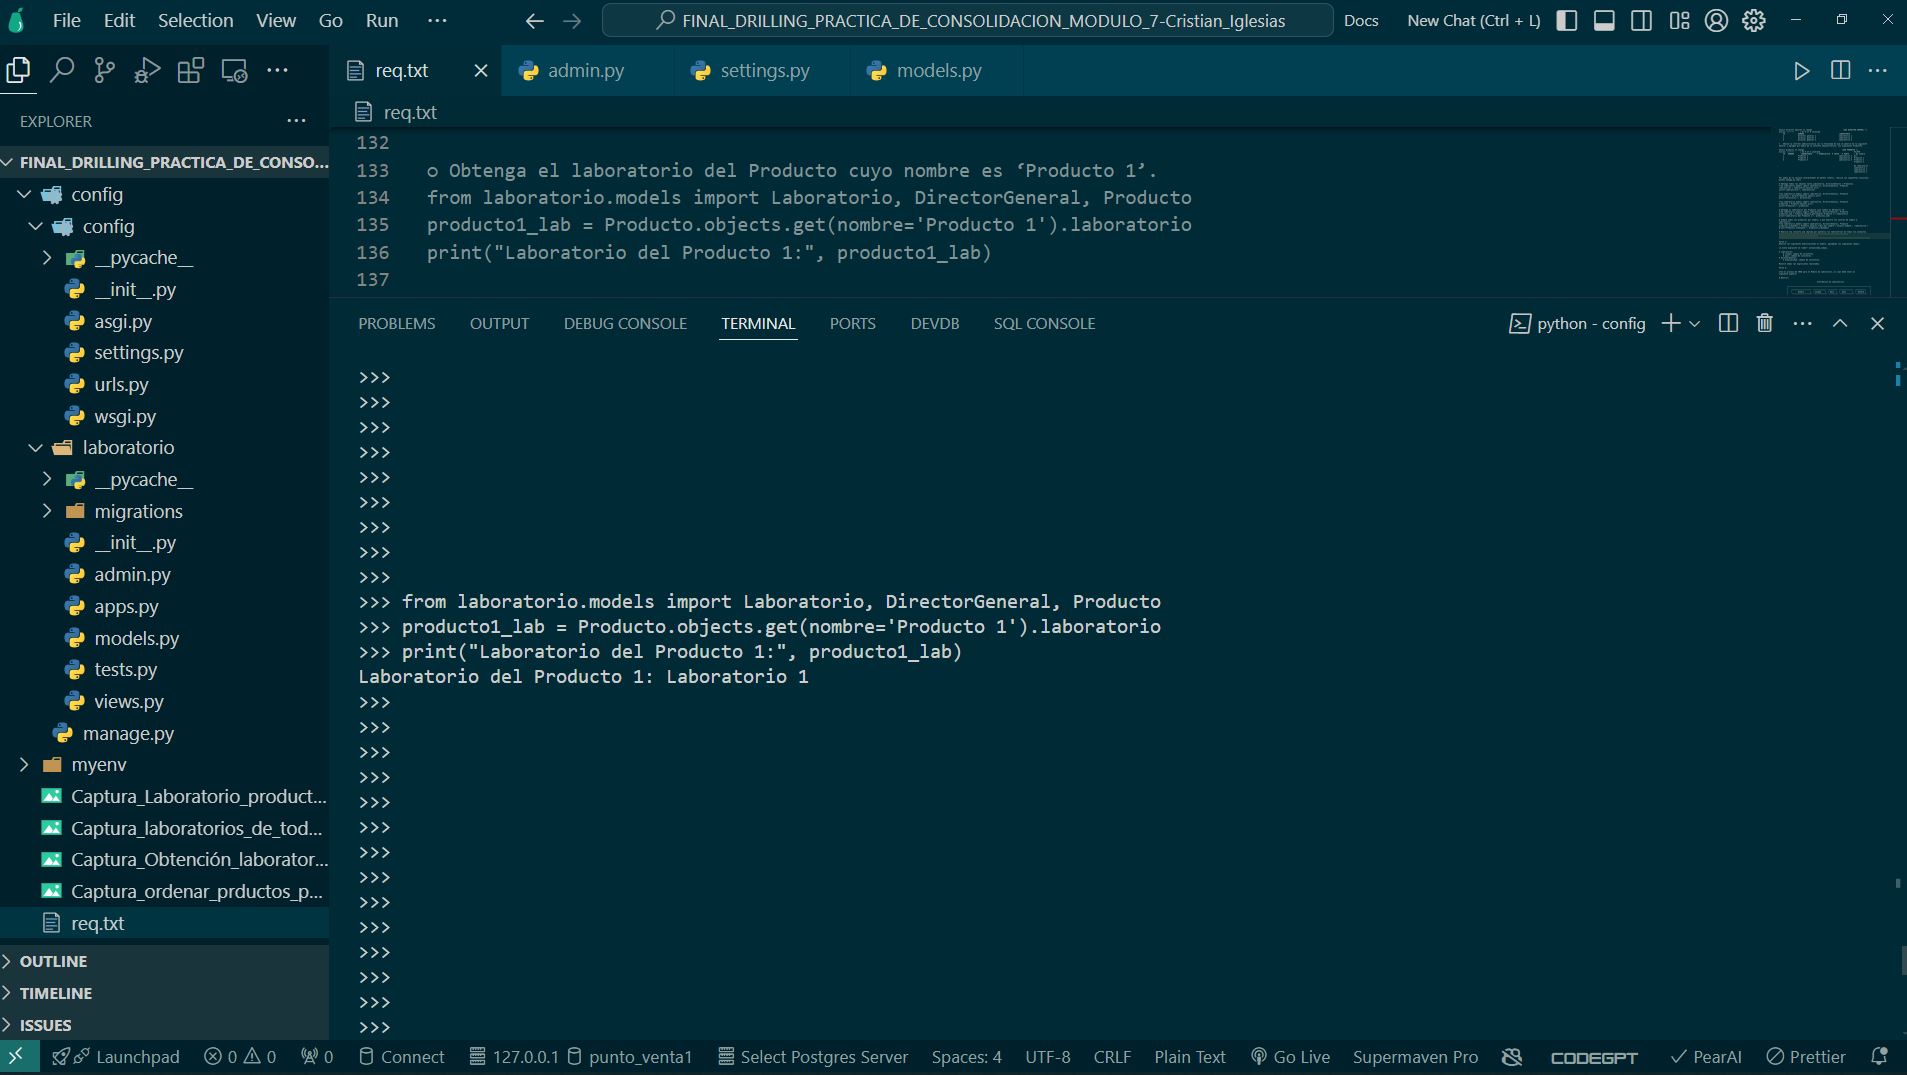 File Edit Selection View Go Run ··· FINAL_DRILLING_PRACTICA_DE_CONSOLIDACION_MODULO_7-Cristian_Iglesias Docs New Chat (Ctrl + L)
req.txt admin.py settings.py models.py
EXPLORER
req.txt
FINAL_DRILLING_PRACTICA_DE_CONSO...
config
config
__pycache__
__init__.py
asgi.py
settings.py
urls.py
wsgi.py
laboratorio
__pycache__
migrations
__init__.py
admin.py
apps.py
models.py
tests.py
views.py
manage.py
myenv
Captura_Laboratorio_product...
Captura_laboratorios_de_tod...
Captura_Obtención_laborator...
Captura_ordenar_prductos_p...
req.txt
OUTLINE
TIMELINE
ISSUES
132
133 o Obtenga el laboratorio del Producto cuyo nombre es ‘Producto 1’.
134 from laboratorio.models import Laboratorio, DirectorGeneral, Producto
135 producto1_lab = Producto.objects.get(nombre='Producto 1').laboratorio
136 print("Laboratorio del Producto 1:", producto1_lab)
137
PROBLEMS OUTPUT DEBUG CONSOLE TERMINAL PORTS DEVDB SQL CONSOLE python - config
>>>
>>>
>>>
>>>
>>>
>>>
>>>
>>>
>>>
>>> from laboratorio.models import Laboratorio, DirectorGeneral, Producto
>>> producto1_lab = Producto.objects.get(nombre='Producto 1').laboratorio
>>> print("Laboratorio del Producto 1:", producto1_lab)
Laboratorio del Producto 1: Laboratorio 1
>>>
>>>
>>>
>>>
>>>
>>>
>>>
>>>
>>>
>>>
>>>
>>>
>>>
>>>
Launchpad 0 0 0 Connect 127.0.0.1 punto_venta1 Select Postgres Server Spaces: 4 UTF-8 CRLF Plain Text Go Live Supermaven Pro CODEGPT PearAI Prettier